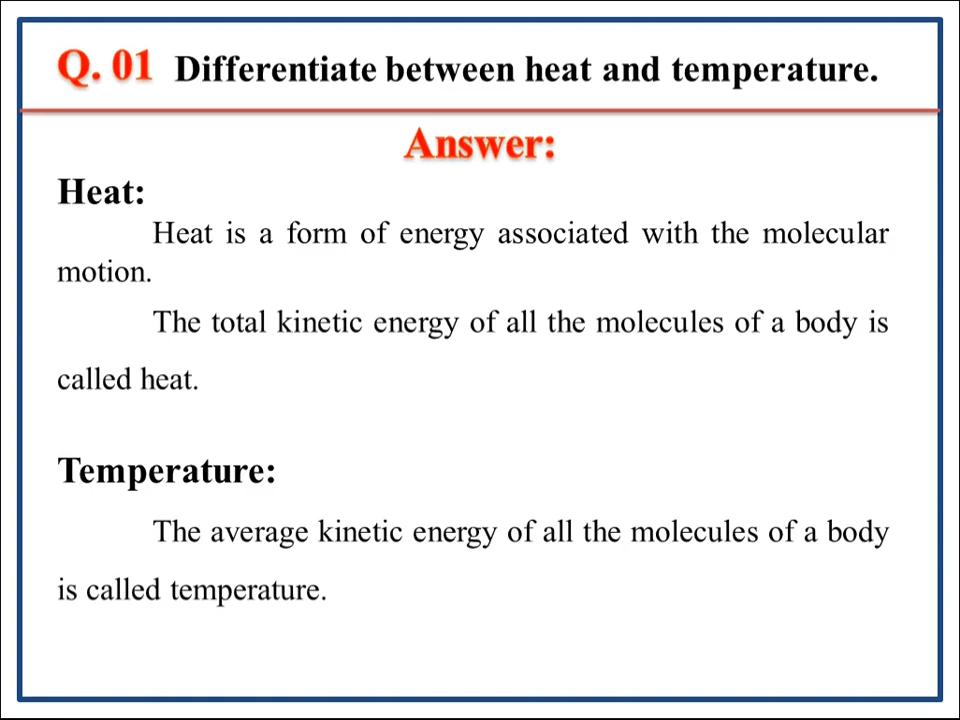 Q. 01 Differentiate between heat and temperature.
Answer:
Heat:
Heat is a form of energy associated with the molecular
motion.
The total kinetic energy of all the molecules of a body is
called heat.
Temperature:
The average kinetic energy of all the molecules of a body
is called temperature.